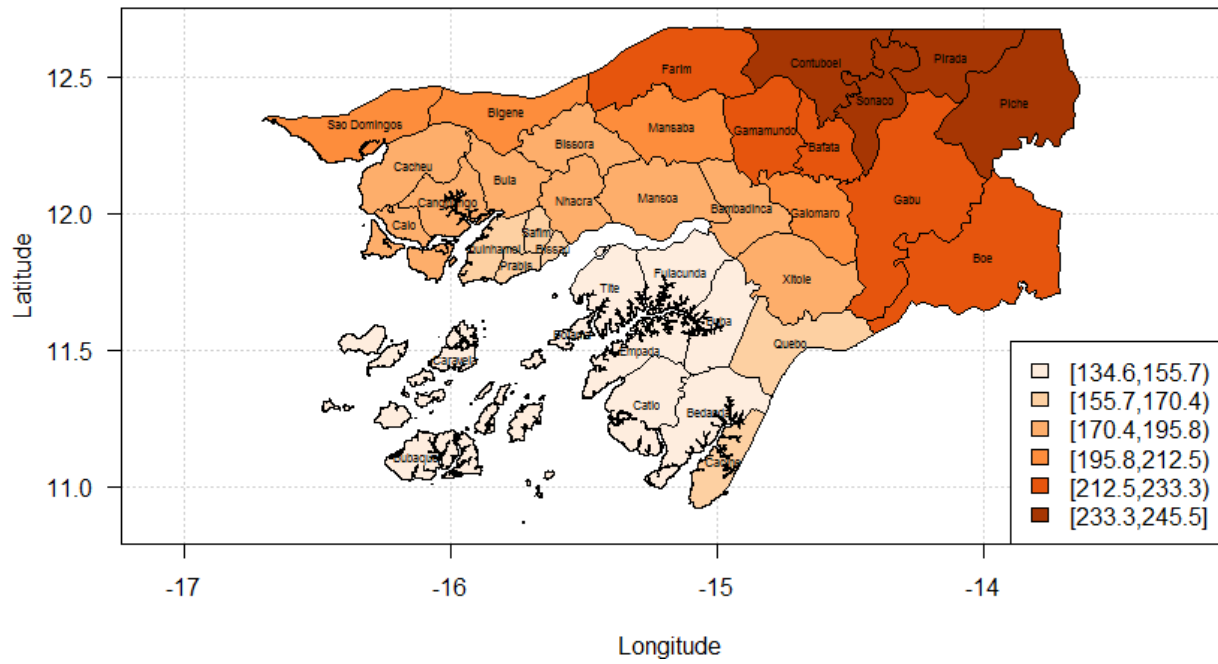 12.5
12.0
11.5
11.0
Latitude
-17
-16
-15
-14
Longitude
Farim
Contuboel
Pirada
Sonaco
Piche
Sao Domingos
Bigene
Mansaba
Gamamundo
Bafata
Bissora
Cacheu
Bula
Nhacra
Mansoa
Bambadinca
Galomaro
Gabu
Caio
Safim
Bissau
Prabis
Boe
Tite
Fulacunda
Xitole
Buba
Quebo
Empada
Caravela
Catio
Bedanda
Bubaque
[134.6,155.7)
[155.7,170.4)
[170.4,195.8)
[195.8,212.5)
[212.5,233.3)
[233.3,245.5]